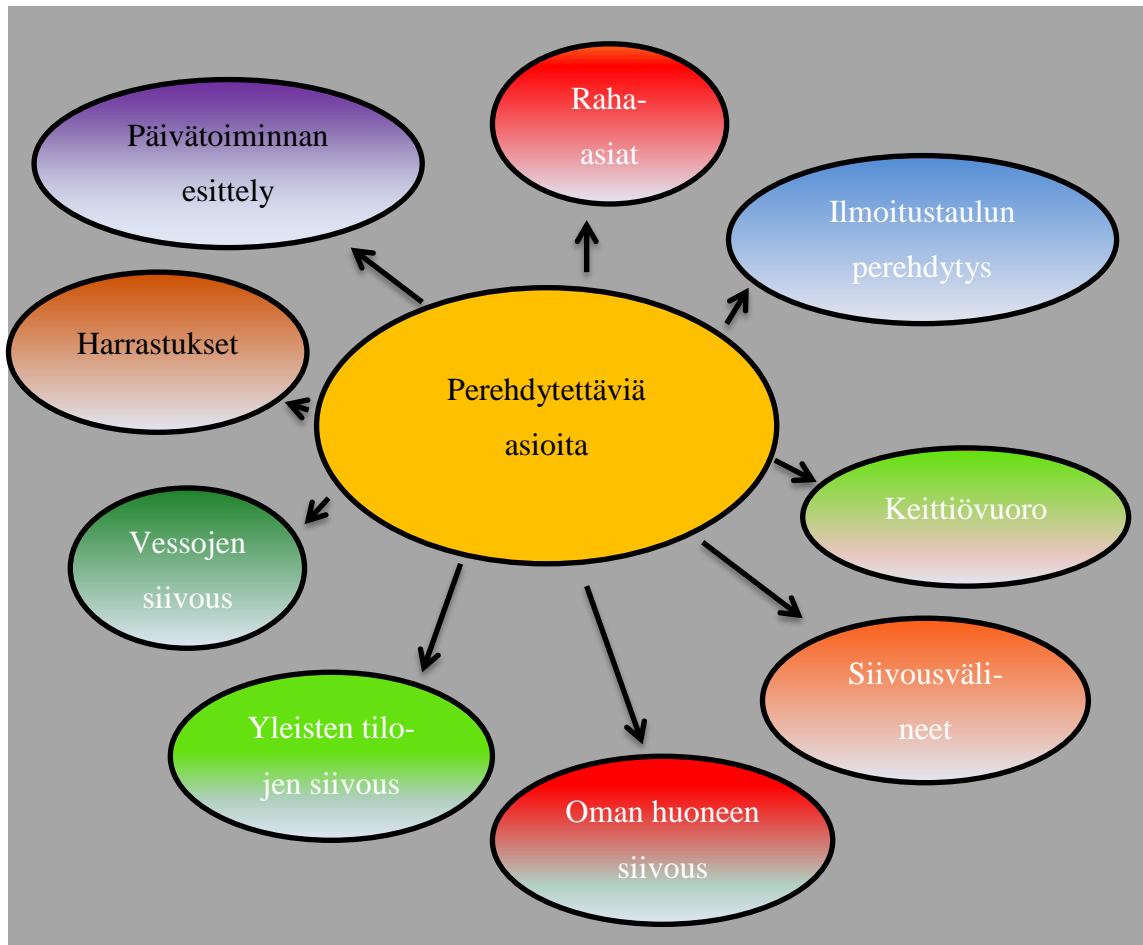 Raha-
asiat
Päivätoiminnan
esittely
Ilmoitustaulun
perehdytys
Harrastukset
Perehdytettäviä
asioita
Keittiövuoro
Vessojen
siivous
Siivousväli-
neet
Yleisten tilo-
jen siivous
Oman huoneen
siivous